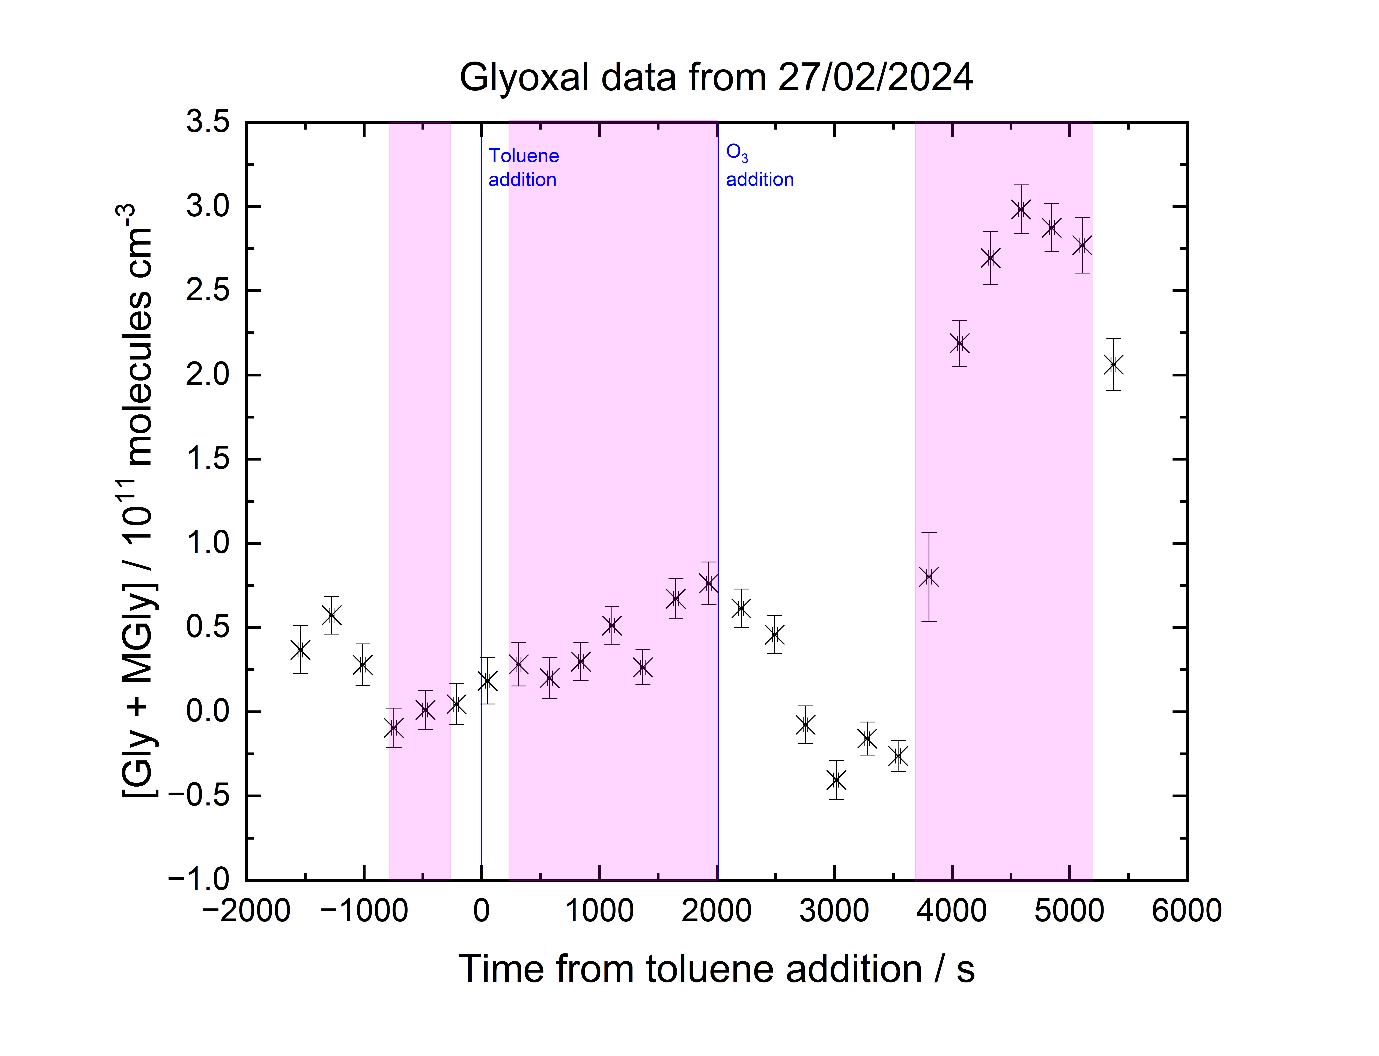 Glyoxal data from 27/02/2024
[Gly + MGly] / 10¹¹ molecules cm⁻³
3.5
3.0
2.5
2.0
1.5
1.0
0.5
0.0
−0.5
−1.0
Toluene
addition
O₃
addition
−2000 −1000 0 1000 2000 3000 4000 5000 6000
Time from toluene addition / s